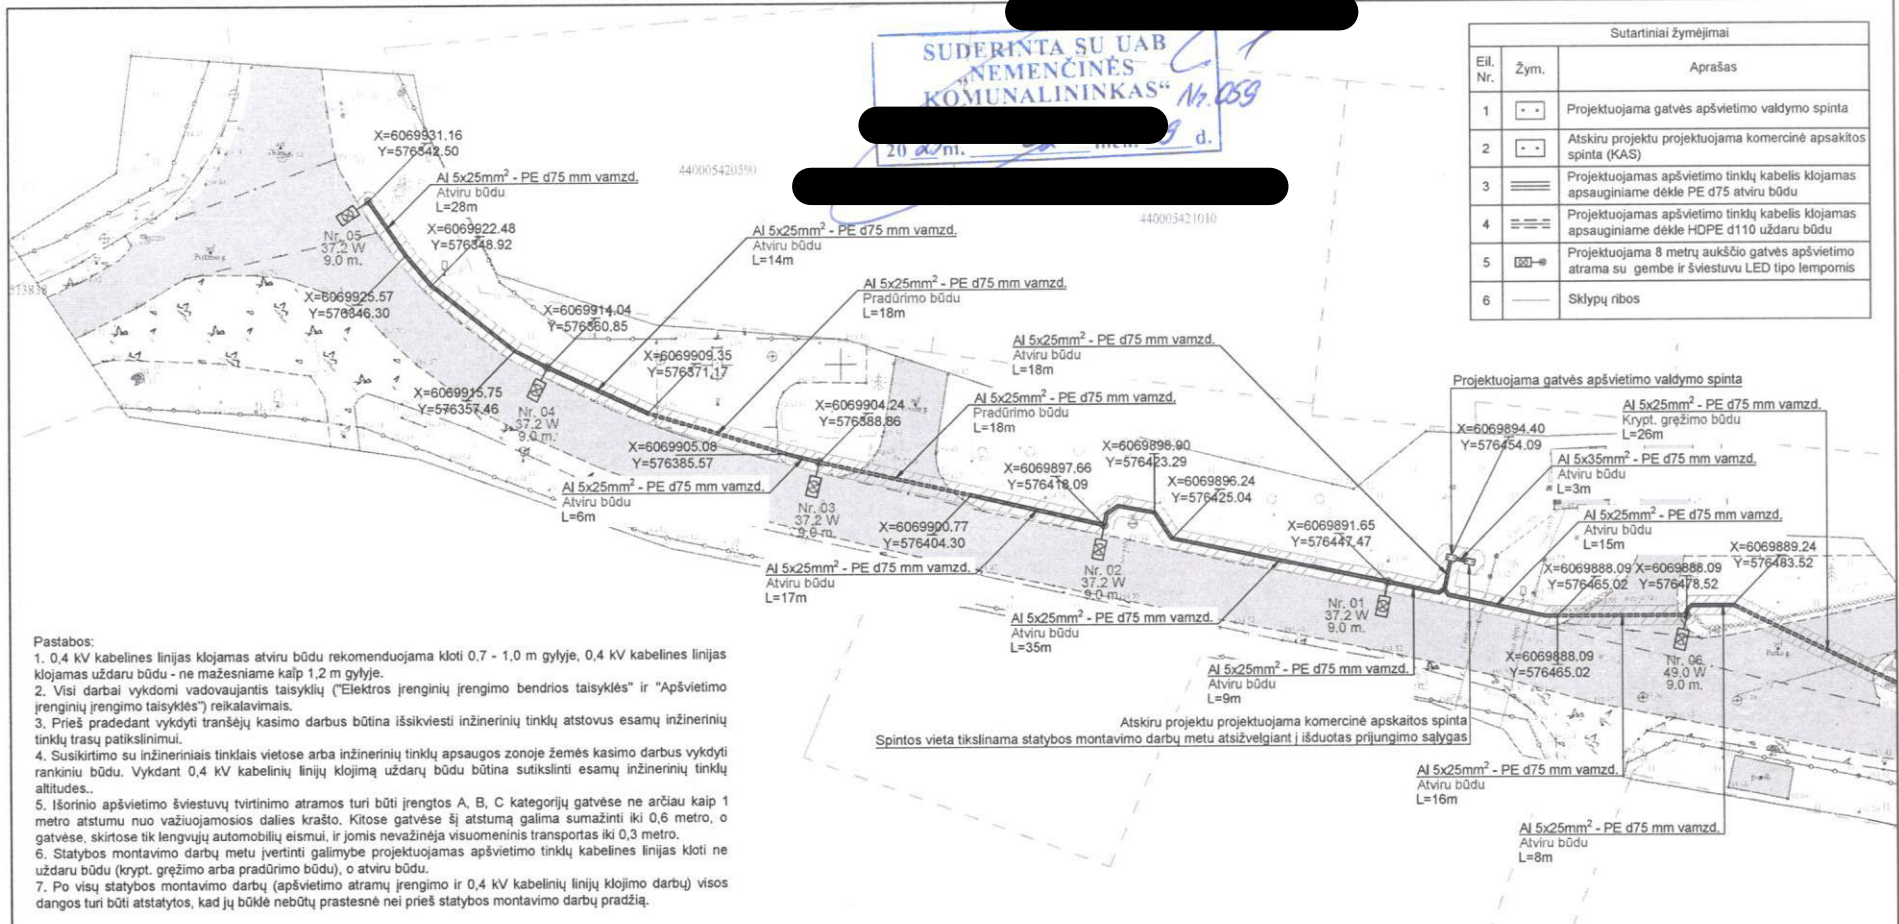 SUDERINTA SU UAB
„NEMENČINĖS
KOMUNALININKAS“ Nr. 059
20 m. d.
440005420590
440005421010
Sutartiniai žymėjimai
Eil. Nr.
Žym.
Aprašas
1
Projektuojama gatvės apšvietimo valdymo spinta
2
Atskiru projektu projektuojama komercinė apsakitos
spinta (KAS)
3
Projektuojamas apšvietimo tinklų kabelis klojamas
apsauginiame dėkle PE d75 atviru būdu
4
Projektuojamas apšvietimo tinklų kabelis klojamas
apsauginiame dėkle HDPE d110 uždaru būdu
5
Projektuojama 8 metrų aukščio gatvės apšvietimo
atrama su gembe ir šviestuvu LED tipo lempomis
6
Sklypų ribos
X=6069931.16
Y=576342.50
Al 5x25mm² - PE d75 mm vamzd.
Atviru būdu
L=28m
Nr. 05
37.2 W
9.0 m.
X=6069922.48
Y=576348.92
X=6069925.57
Y=576346.30
Al 5x25mm² - PE d75 mm vamzd.
Atviru būdu
L=14m
Al 5x25mm² - PE d75 mm vamzd.
Pradūrimo būdu
L=18m
X=6069914.04
Y=576360.85
X=6069909.35
Y=576371.17
X=6069915.75
Y=576357.46
Nr. 04
37.2 W
9.0 m.
Al 5x25mm² - PE d75 mm vamzd.
Atviru būdu
L=18m
Al 5x25mm² - PE d75 mm vamzd.
Pradūrimo būdu
L=18m
X=6069904.24
Y=576388.86
X=6069905.08
Y=576385.57
Al 5x25mm² - PE d75 mm vamzd.
Atviru būdu
L=6m
Nr. 03
37.2 W
9.0 m.
X=6069898.90
Y=576423.29
X=6069897.66
Y=576418.09
X=6069896.24
Y=576425.04
X=6069900.77
Y=576404.30
Al 5x25mm² - PE d75 mm vamzd.
Atviru būdu
L=17m
Nr. 02
37.2 W
9.0 m.
X=6069891.65
Y=576447.47
Projektuojama gatvės apšvietimo valdymo spinta
Al 5x25mm² - PE d75 mm vamzd.
Krypt. gręžimo būdu
L=26m
X=6069894.40
Y=576454.09
Al 5x35mm² - PE d75 mm vamzd.
Atviru būdu
L=3m
Al 5x25mm² - PE d75 mm vamzd.
Atviru būdu
L=15m
X=6069889.24
Y=576483.52
X=6069888.09
Y=576465.02
X=6069888.09
Y=576478.52
Nr. 01
37.2 W
9.0 m.
Al 5x25mm² - PE d75 mm vamzd.
Atviru būdu
L=35m
X=6069888.09
Y=576465.02
Nr. 06
49.0 W
9.0 m.
Al 5x25mm² - PE d75 mm vamzd.
Atviru būdu
L=9m
Atskiru projektu projektuojama komercinė apskaitos spinta
Spintos vieta tikslinama statybos montavimo darbų metu atsižvelgiant į išduotas prijungimo sąlygas
Al 5x25mm² - PE d75 mm vamzd.
Atviru būdu
L=16m
Al 5x25mm² - PE d75 mm vamzd.
Atviru būdu
L=8m
Pastabos:
1. 0,4 kV kabelines linijas klojamas atviru būdu rekomenduojama kloti 0,7 - 1,0 m gylyje, 0,4 kV kabelines linijas
klojamas uždaru būdu - ne mažesniame kaip 1,2 m gylyje.
2. Visi darbai vykdomi vadovaujantis taisyklių ("Elektros įrenginių įrengimo bendrios taisyklės" ir "Apšvietimo
įrenginių įrengimo taisyklės") reikalavimais.
3. Prieš pradedant vykdyti tranšėjų kasimo darbus būtina išsikviesti inžinerinių tinklų atstovus esamų inžinerinių
tinklų trasų patikslinimui.
4. Susikirtimo su inžineriniais tinklais vietose arba inžinerinių tinklų apsaugos zonoje žemės kasimo darbus vykdyti
rankiniu būdu. Vykdant 0,4 kV kabelinių linijų klojimą uždarų būdu būtina sutikslinti esamų inžinerinių tinklų
altitudes..
5. Išorinio apšvietimo šviestuvų tvirtinimo atramos turi būti įrengtos A, B, C kategorijų gatvėse ne arčiau kaip 1
metro atstumu nuo važiuojamosios dalies krašto. Kitose gatvėse šį atstumą galima sumažinti iki 0,6 metro, o
gatvėse, skirtose tik lengvųjų automobilių eismui, ir jomis nevažinėja visuomeninis transportas iki 0,3 metro.
6. Statybos montavimo darbų metu įvertinti galimybe projektuojamas apšvietimo tinklų kabelines linijas kloti ne
uždaru būdu (krypt. gręžimo arba pradūrimo būdu), o atviru būdu.
7. Po visų statybos montavimo darbų (apšvietimo atramų įrengimo ir 0,4 kV kabelinių linijų klojimo darbų) visos
dangos turi būti atstatytos, kad jų būklė nebūtų prastesnė nei prieš statybos montavimo darbų pradžią.